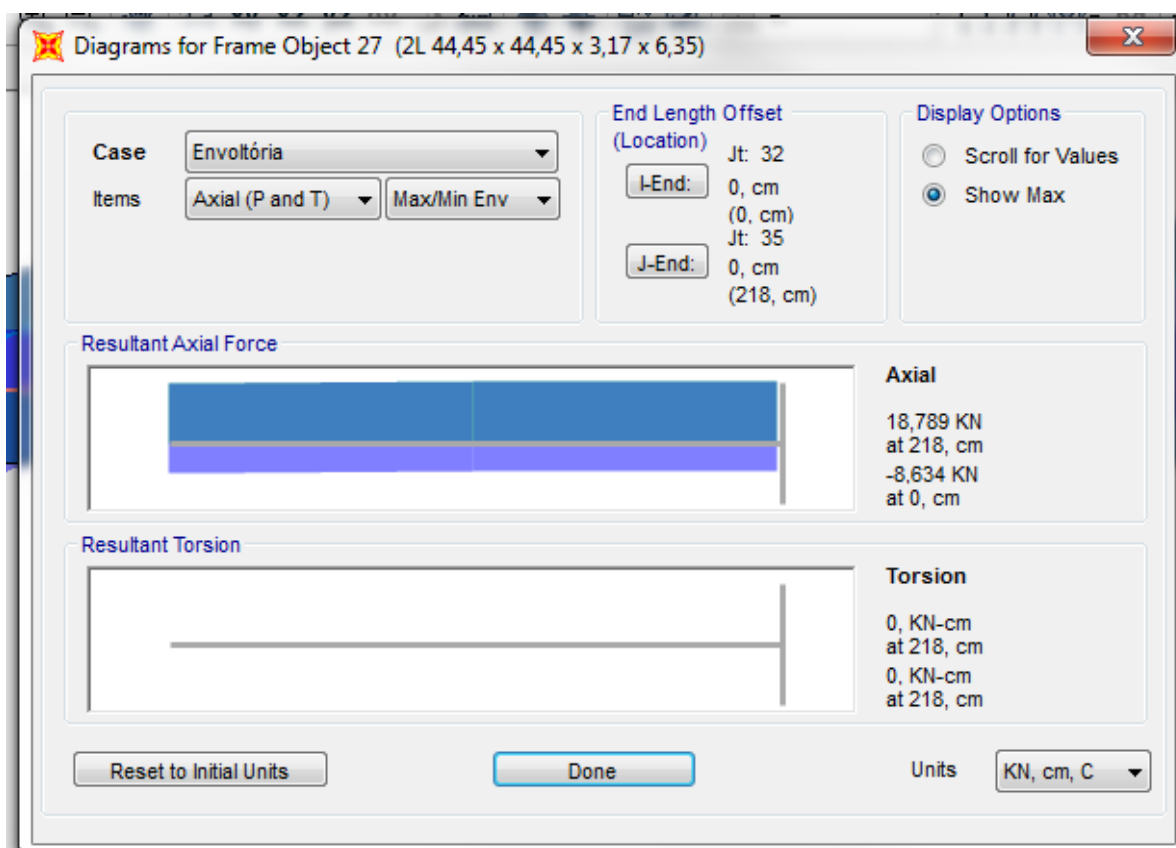 Diagrams for Frame Object 27 (2L 44,45 x 44,45 x 3,17 x 6,35)
Case
Envoltória
Items
Axial (P and T)
Max/Min Env
End Length Offset
(Location)
I-End:
Jt: 32
0, cm
(0, cm)
J-End:
Jt: 35
0, cm
(218, cm)
Display Options
Scroll for Values
Show Max
Resultant Axial Force
Axial
18,789 KN
at 218, cm
-8,634 KN
at 0, cm
Resultant Torsion
Torsion
0, KN-cm
at 218, cm
0, KN-cm
at 218, cm
Reset to Initial Units
Done
Units
KN, cm, C